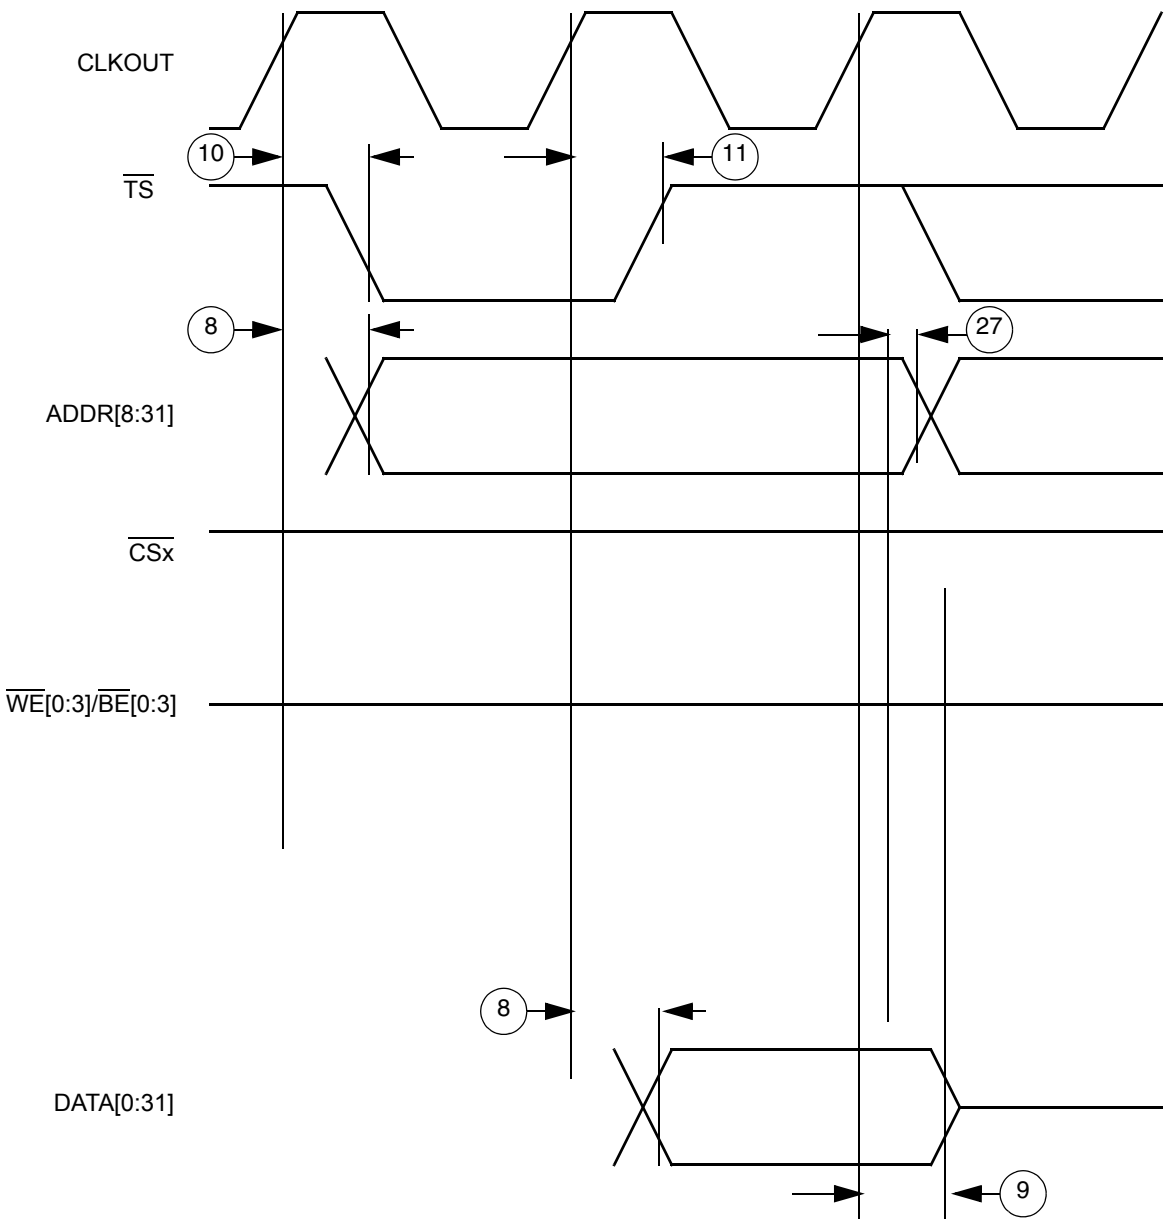 CLKOUT
10
11
TS
8
27
ADDR[8:31]
CSx
WE[0:3]/BE[0:3]
8
DATA[0:31]
9